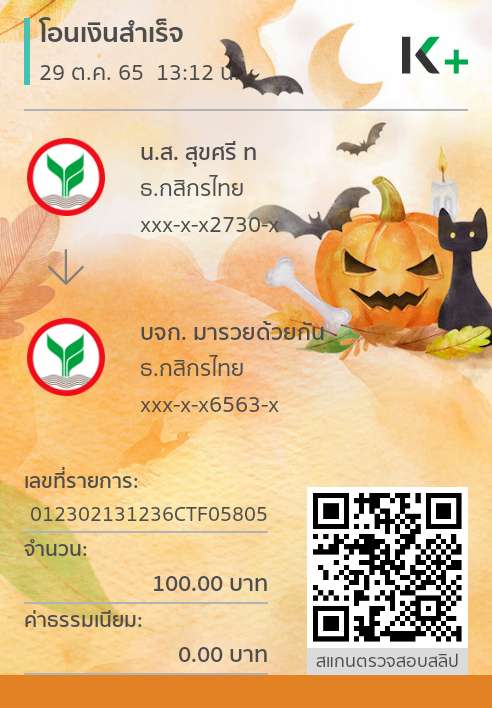 โอนเงินสำเร็จ
29 ต.ค. 65 13:12 น.
K+
น.ส. สุขศรี ท
ธ.กสิกรไทย
xxx-x-x2730-x
บจก. มารวยด้วยกัน
ธ.กสิกรไทย
xxx-x-x6563-x
เลขที่รายการ:
012302131236CTF05805
จำนวน:
100.00 บาท
ค่าธรรมเนียม:
0.00 บาท
สแกนตรวจสอบสลิป